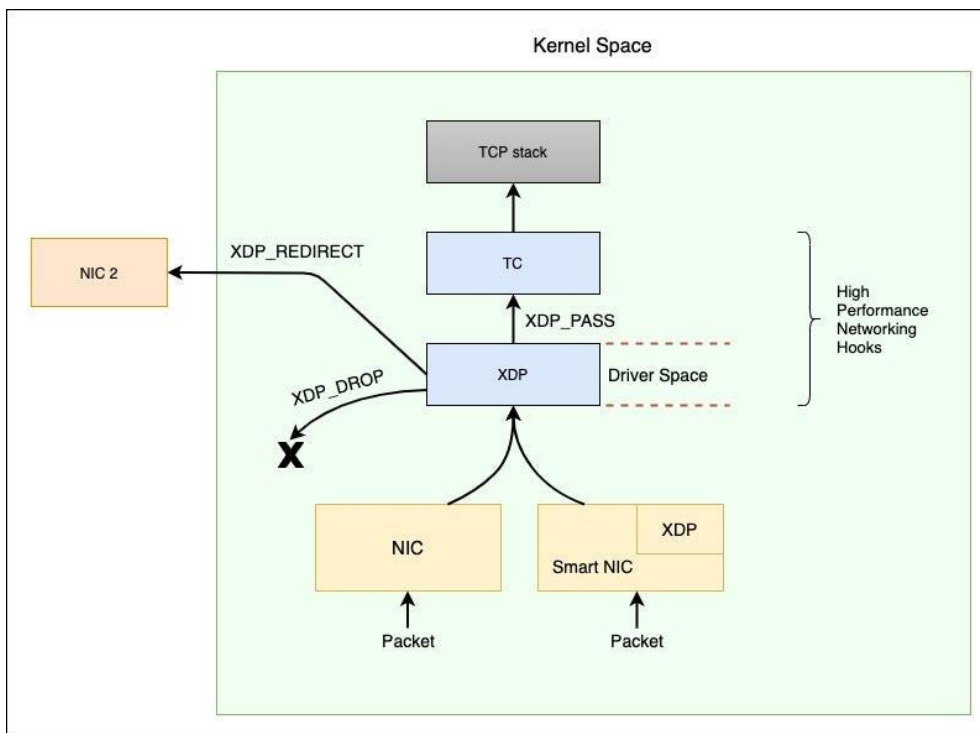 Kernel Space
TCP stack
XDP_REDIRECT
NIC 2
TC
High
Performance
Networking
Hooks
XDP_PASS
XDP
Driver Space
XDP_DROP
X
NIC
XDP
Smart NIC
Packet
Packet